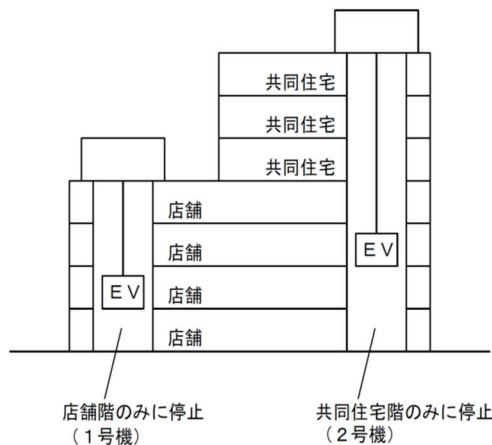 共同住宅
共同住宅
共同住宅
店舗
店舗
店舗
店舗
ＥＶ
ＥＶ
店舗階のみに停止
（１号機）
共同住宅階のみに停止
（２号機）